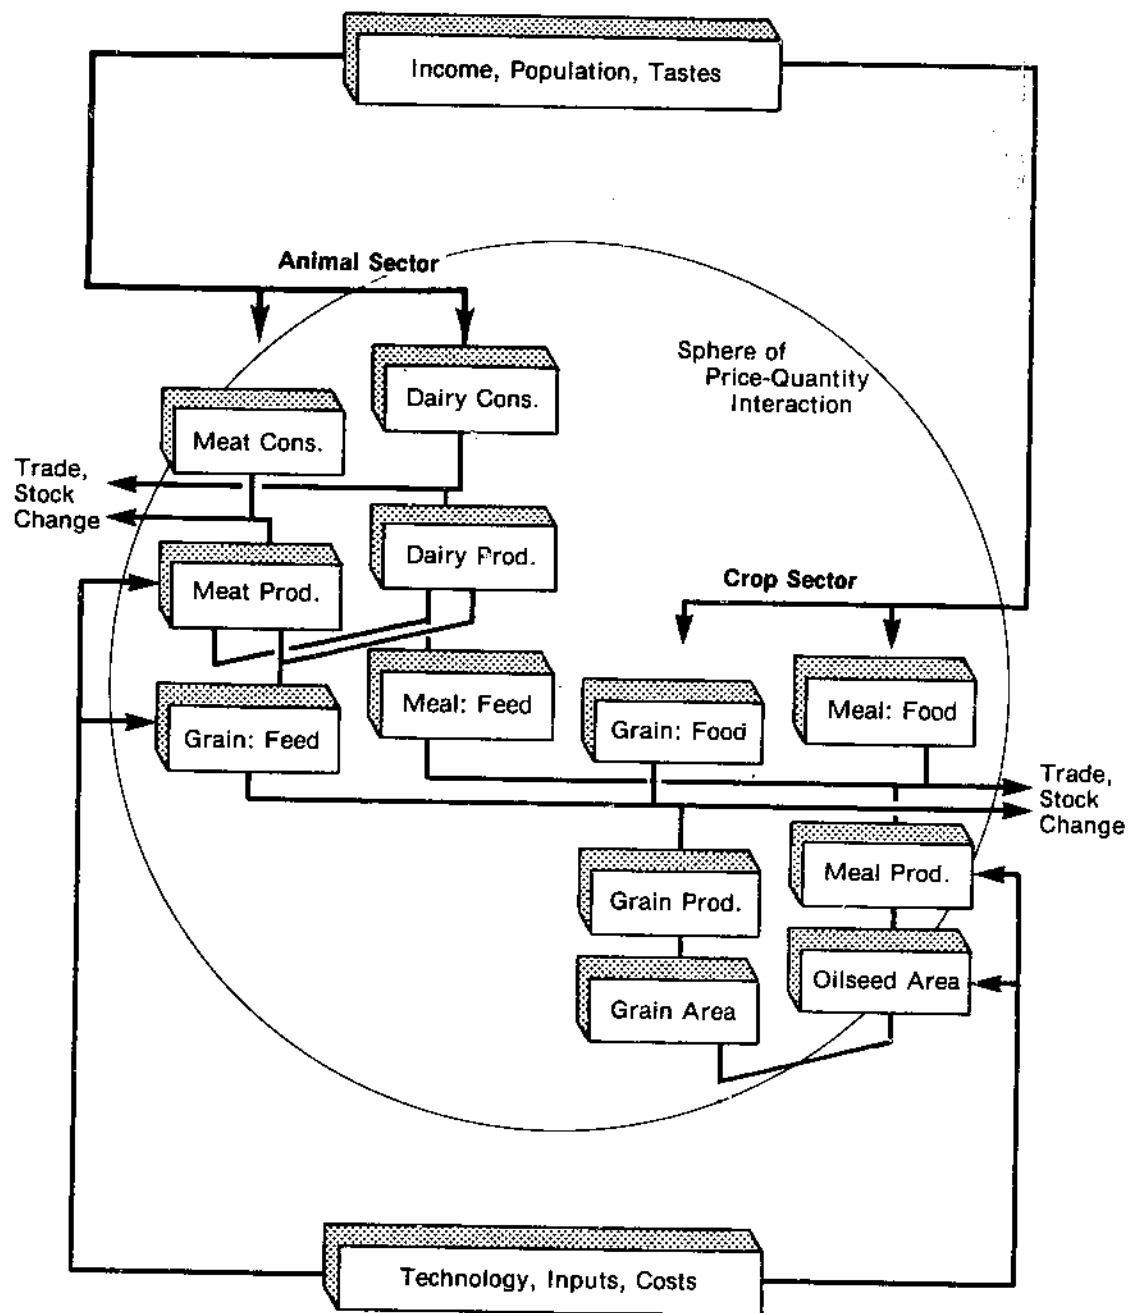 Income, Population, Tastes
Animal Sector
Sphere of
Price-Quantity
Interaction
Dairy Cons.
Meat Cons.
Trade,
Stock
Change
Dairy Prod.
Meat Prod.
Crop Sector
Meal: Feed
Meal: Food
Grain: Feed
Grain: Food
Trade,
Stock
Change
Meal Prod.
Grain Prod.
Oilseed Area
Grain Area
Technology, Inputs, Costs